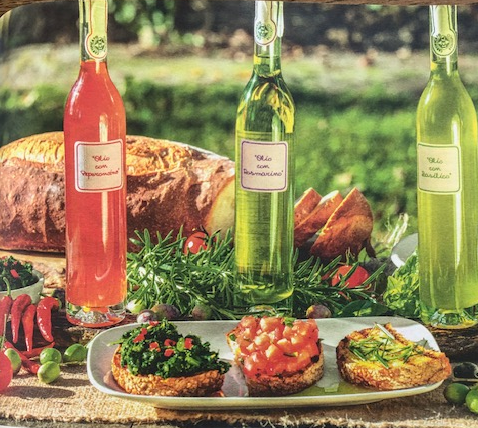 "Olio
con
Peperoncino"
"Olio
con
Rosmarino"
"Olio
con
Basilico"